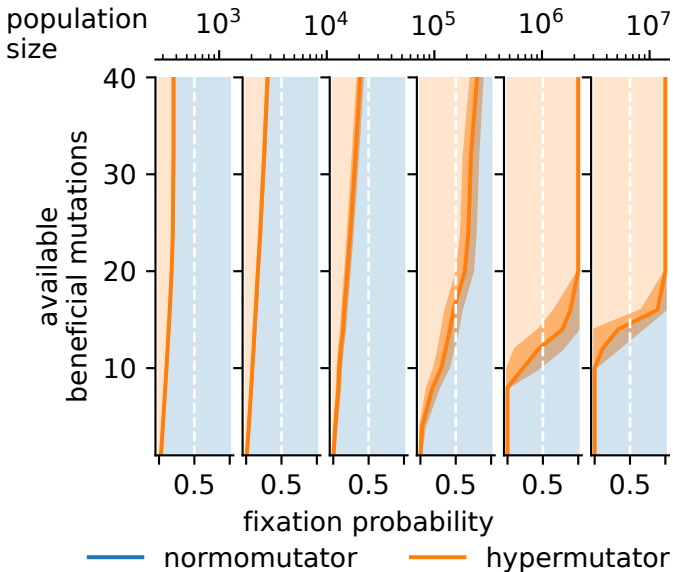 population size
10³ 10⁴ 10⁵ 10⁶ 10⁷
available
beneficial mutations
40
30
20
10
0.5 0.5 0.5 0.5 0.5 0.5
fixation probability
normomutator hypermutator